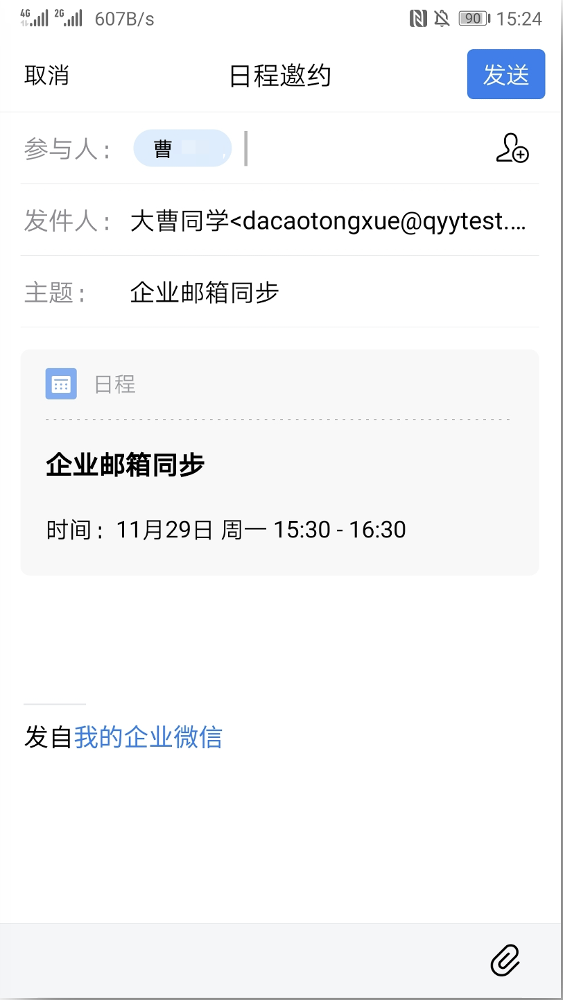 4G 2G 607B/s 90 15:24
取消 日程邀约 发送
参与人： 曹
发件人： 大曹同学<dacaotongxue@qyytest....
主题： 企业邮箱同步
日程
企业邮箱同步
时间：11月29日 周一 15:30 - 16:30
发自我的企业微信